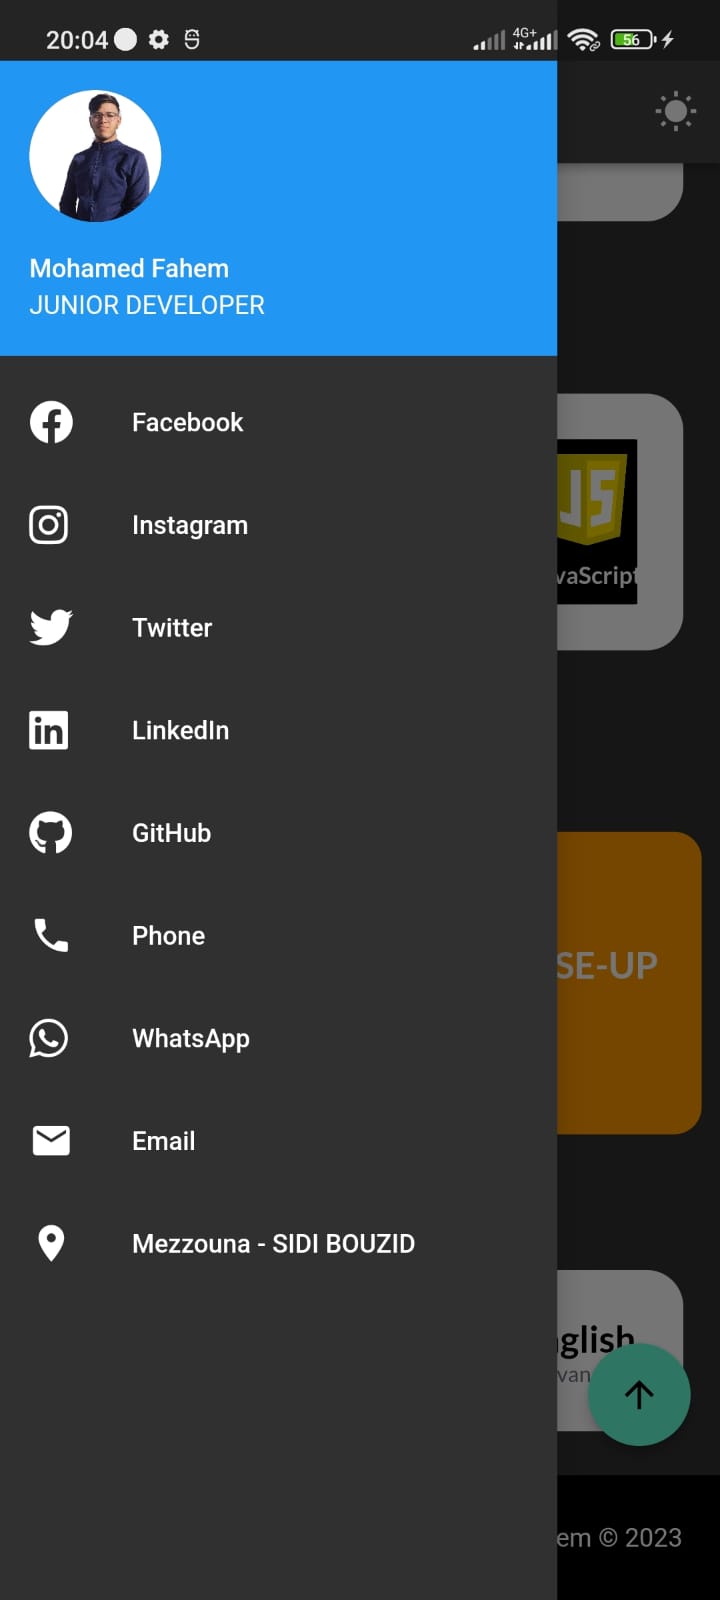 20:04
4G+
56
Mohamed Fahem
JUNIOR DEVELOPER
Facebook
Instagram
Twitter
LinkedIn
GitHub
Phone
WhatsApp
Email
Mezzouna - SIDI BOUZID
JS
vaScript
SE-UP
glish
van
em © 2023